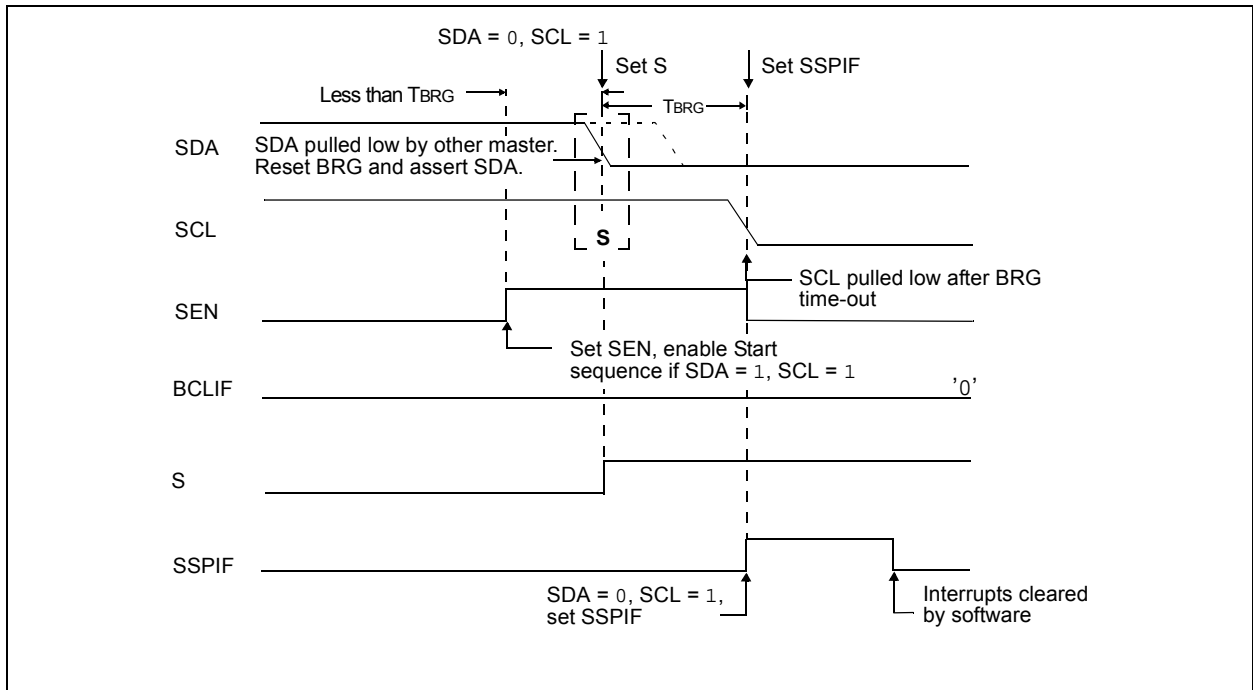 SDA = 0, SCL = 1
Set S
Set SSPIF
Less than TBRG
TBRG
SDA
SDA pulled low by other master.
Reset BRG and assert SDA.
SCL
S
SCL pulled low after BRG
time-out
SEN
Set SEN, enable Start
sequence if SDA = 1, SCL = 1
BCLIF
'0'
S
SSPIF
SDA = 0, SCL = 1,
set SSPIF
Interrupts cleared
by software